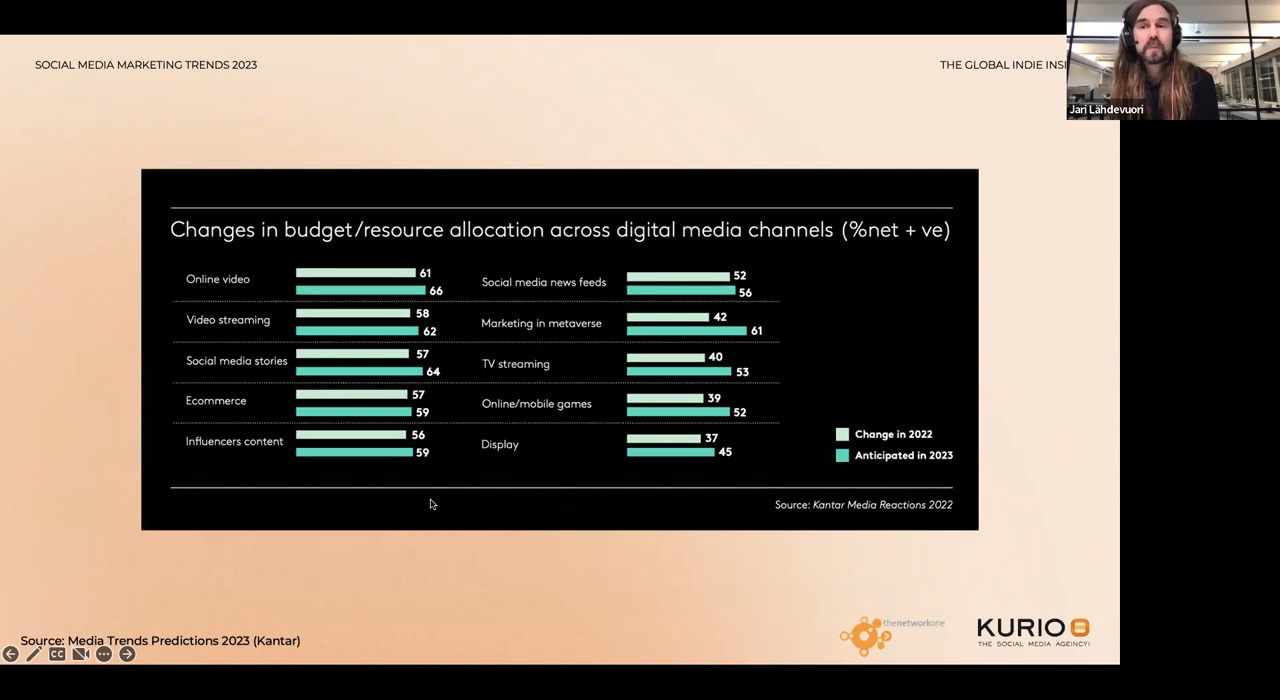 SOCIAL MEDIA MARKETING TRENDS 2023
THE GLOBAL INDIE
Jari Lähdevuori
Changes in budget/resource allocation across digital media channels (%net + ve)
Online video
61
66
Video streaming
58
62
Social media stories
57
64
Ecommerce
57
59
Influencers content
56
59
Social media news feeds
52
56
Marketing in metaverse
42
61
TV streaming
40
53
Online/mobile games
39
52
Display
37
45
Change in 2022
Anticipated in 2023
Source: Kantar Media Reactions 2022
Source: Media Trends Predictions 2023 (Kantar)
CC
thenetworkone
KURIO
THE SOCIAL MEDIA AGEINCY!